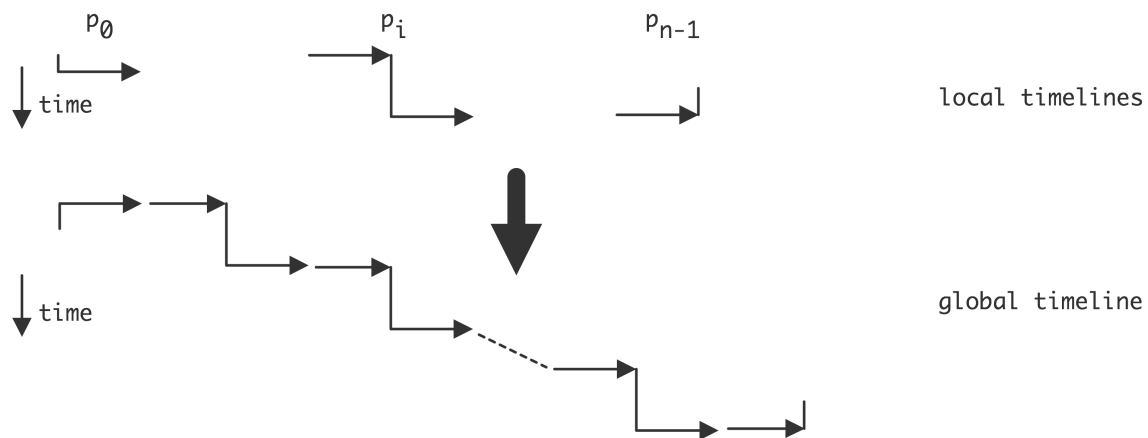 p0 pi pn-1
local timelines
time
global timeline
time